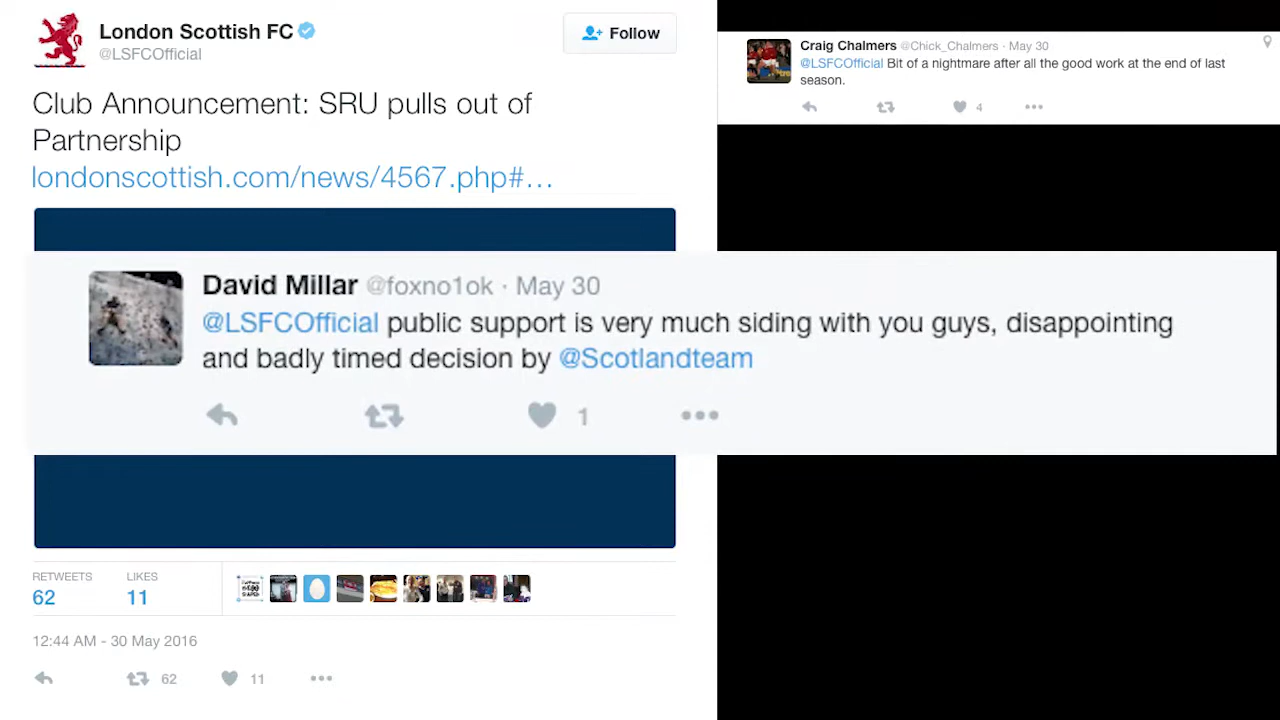 London Scottish FC
@LSFCOfficial
Follow
Club Announcement: SRU pulls out of
Partnership
londonscottish.com/news/4567.php#...
Craig Chalmers @Chick_Chalmers · May 30
@LSFCOfficial Bit of a nightmare after all the good work at the end of last
season.
4
David Millar @foxno1ok · May 30
@LSFCOfficial public support is very much siding with you guys, disappointing
and badly timed decision by @Scotlandteam
1
RETWEETS LIKES
62 11
12:44 AM - 30 May 2016
62 11